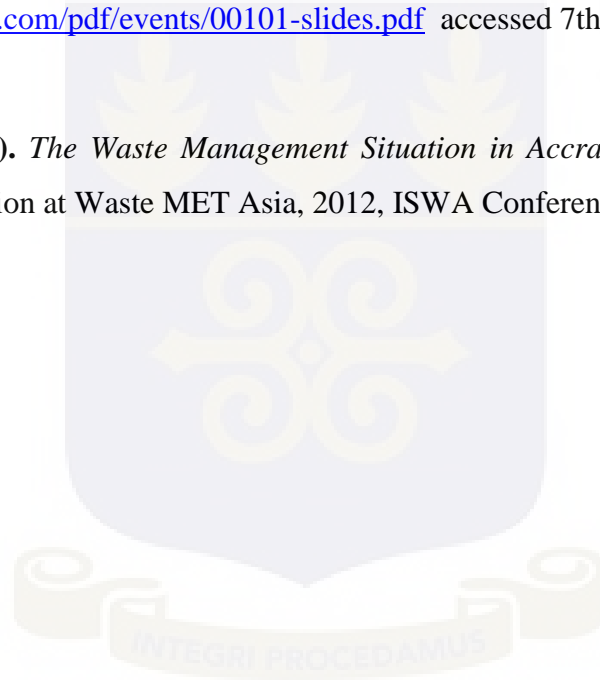 .com/pdf/events/00101-slides.pdf accessed 7th
). The Waste Management Situation in Accra
ion at Waste MET Asia, 2012, ISWA Conferen
INTEGRI PROCEDAMUS